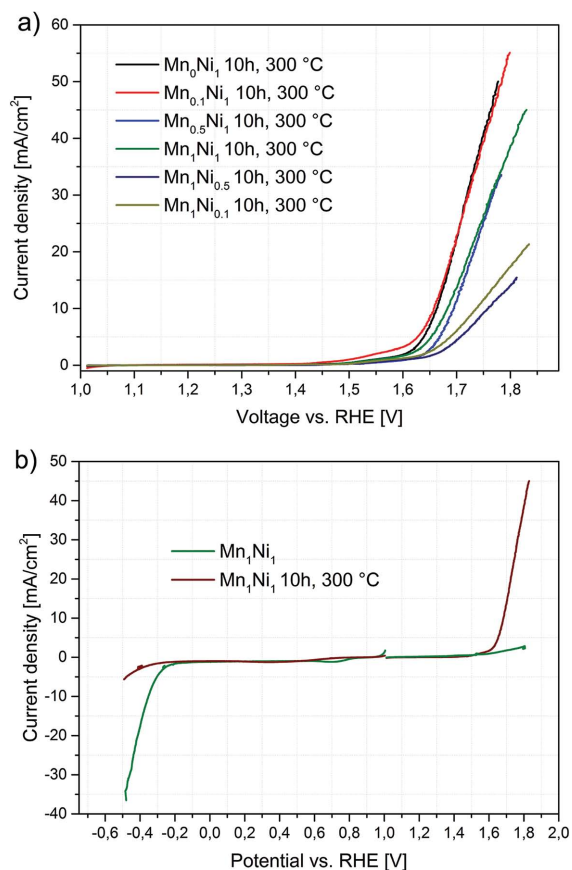 a)
60
50
40
30
20
10
0
Current density [mA/cm²]
Mn₀Ni₁ 10h, 300 °C
Mn₀.₁Ni₁ 10h, 300 °C
Mn₀.₅Ni₁ 10h, 300 °C
Mn₁Ni₁ 10h, 300 °C
Mn₁Ni₀.₅ 10h, 300 °C
Mn₁Ni₀.₁ 10h, 300 °C
1,0 1,1 1,2 1,3 1,4 1,5 1,6 1,7 1,8
Voltage vs. RHE [V]
b)
50
40
30
20
10
0
-10
-20
-30
-40
Current density [mA/cm²]
Mn₁Ni₁
Mn₁Ni₁ 10h, 300 °C
-0,6 -0,4 -0,2 0,0 0,2 0,4 0,6 0,8 1,0 1,2 1,4 1,6 1,8 2,0
Potential vs. RHE [V]